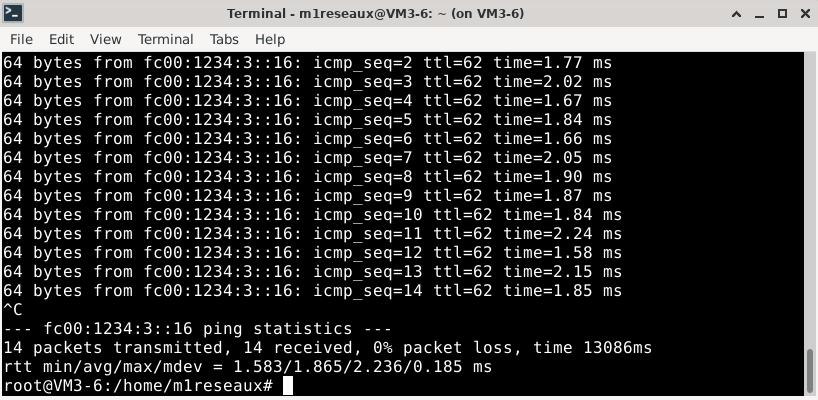 Terminal - m1reseaux@VM3-6: ~ (on VM3-6)
File Edit View Terminal Tabs Help
64 bytes from fc00:1234:3::16: icmp_seq=2 ttl=62 time=1.77 ms
64 bytes from fc00:1234:3::16: icmp_seq=3 ttl=62 time=2.02 ms
64 bytes from fc00:1234:3::16: icmp_seq=4 ttl=62 time=1.67 ms
64 bytes from fc00:1234:3::16: icmp_seq=5 ttl=62 time=1.84 ms
64 bytes from fc00:1234:3::16: icmp_seq=6 ttl=62 time=1.66 ms
64 bytes from fc00:1234:3::16: icmp_seq=7 ttl=62 time=2.05 ms
64 bytes from fc00:1234:3::16: icmp_seq=8 ttl=62 time=1.90 ms
64 bytes from fc00:1234:3::16: icmp_seq=9 ttl=62 time=1.87 ms
64 bytes from fc00:1234:3::16: icmp_seq=10 ttl=62 time=1.84 ms
64 bytes from fc00:1234:3::16: icmp_seq=11 ttl=62 time=2.24 ms
64 bytes from fc00:1234:3::16: icmp_seq=12 ttl=62 time=1.58 ms
64 bytes from fc00:1234:3::16: icmp_seq=13 ttl=62 time=2.15 ms
64 bytes from fc00:1234:3::16: icmp_seq=14 ttl=62 time=1.85 ms
^C
--- fc00:1234:3::16 ping statistics ---
14 packets transmitted, 14 received, 0% packet loss, time 13086ms
rtt min/avg/max/mdev = 1.583/1.865/2.236/0.185 ms
root@VM3-6:/home/m1reseaux#